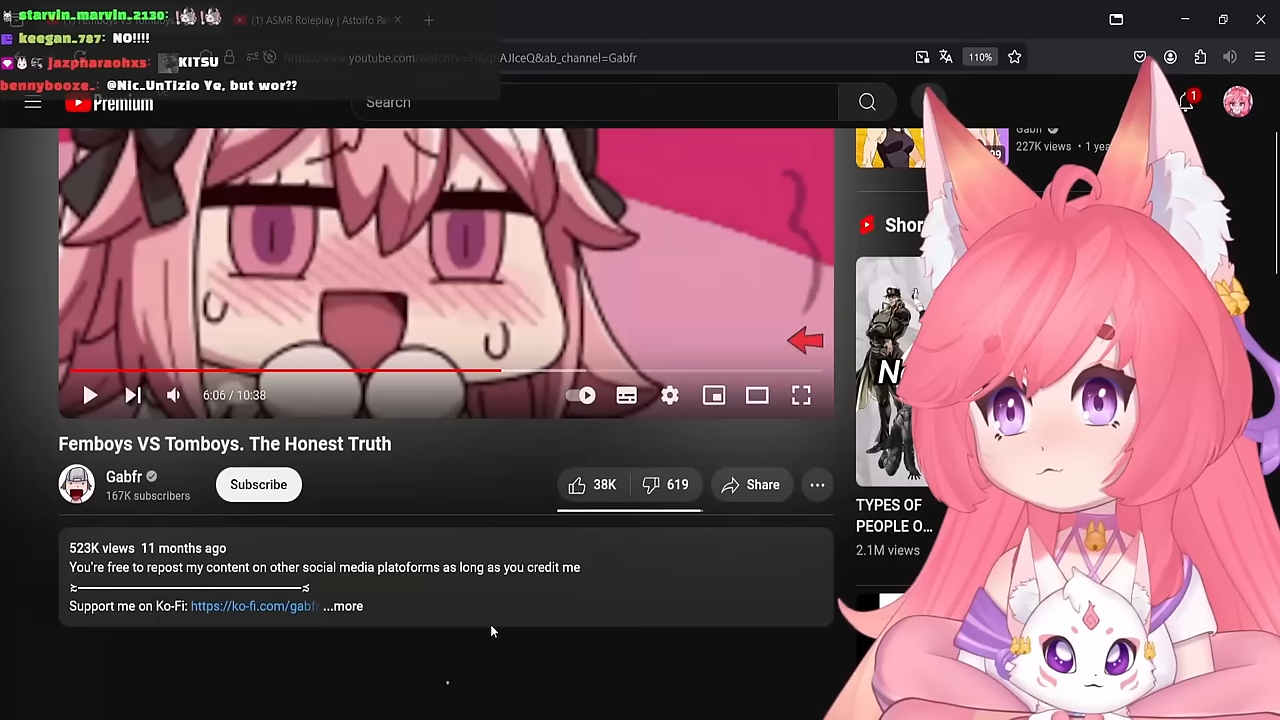 starvin_marvin_2130:
(1) ASMR Roleplay | Astolfo Pa
keegan_787: NO!!!!
jazpharaohxs: KITSU
AJIceQ&ab_channel=Gabfr
110%
bennybooze_: @Nic_UnTizio Ye, but wor??
Premium
Search
1
Gabfr
227K views • 1 yea
Shor
6:06 / 10:38
Femboys VS Tomboys. The Honest Truth
Gabfr
167K subscribers
Subscribe
38K
619
Share
TYPES OF
PEOPLE O...
2.1M views
523K views 11 months ago
You're free to repost my content on other social media platoforms as long as you credit me
Support me on Ko-Fi: https://ko-fi.com/gabf ...more